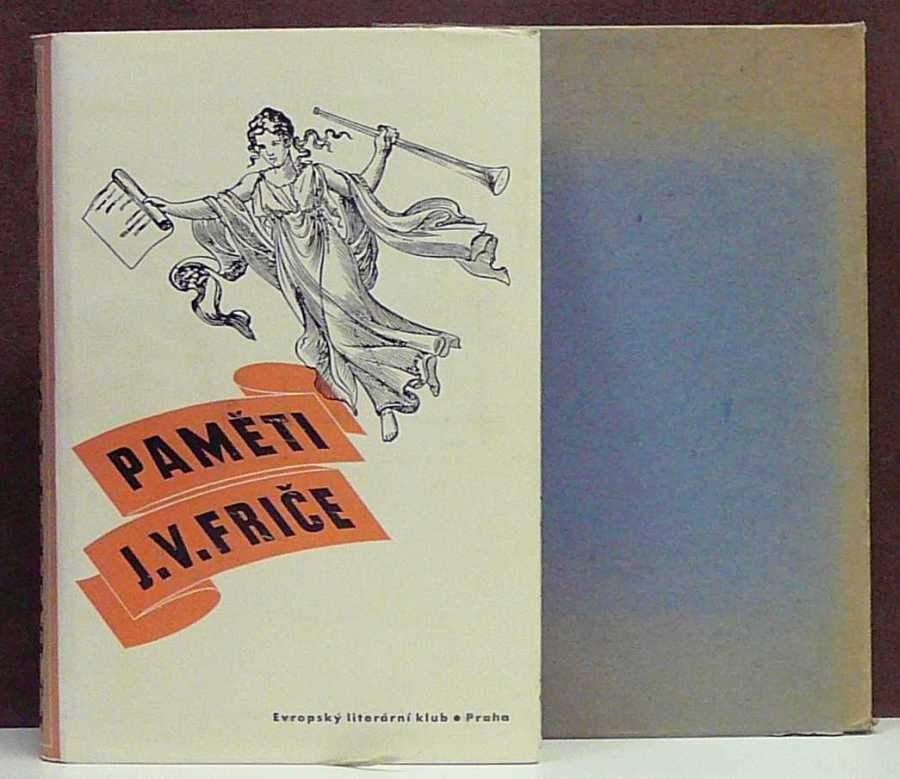 PAMĚTI
J.V.FRIČE
Evropský literární klub • Praha